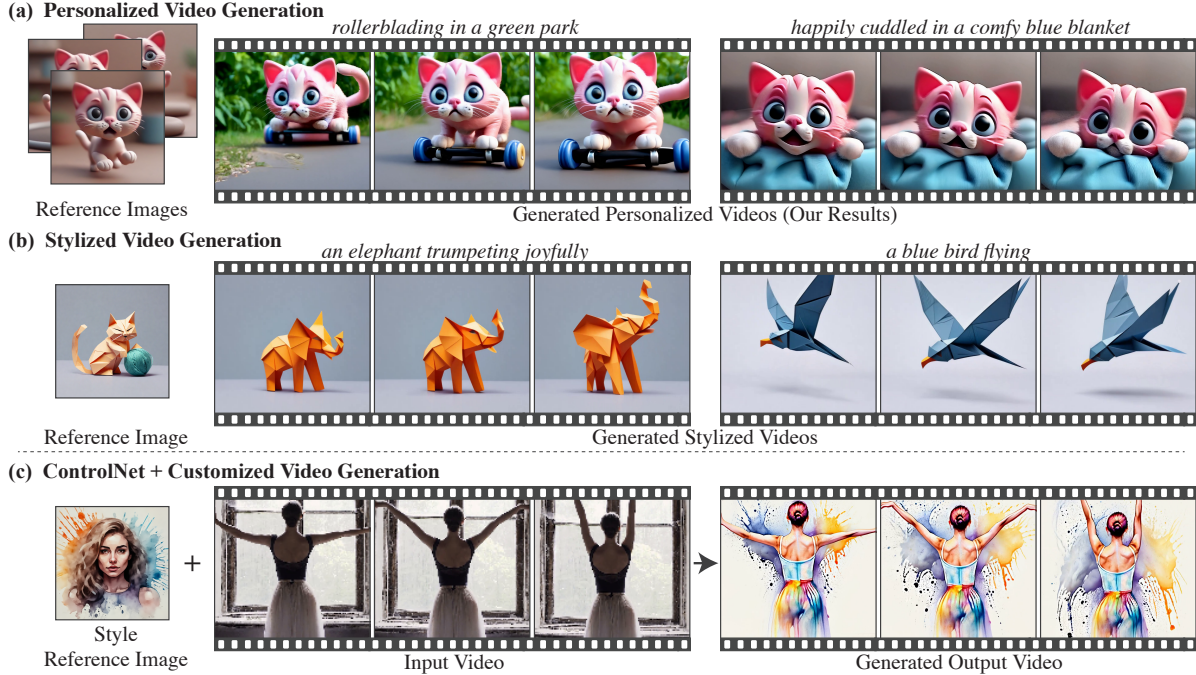 (a) Personalized Video Generation
rollerblading in a green park
happily cuddled in a comfy blue blanket
Reference Images
Generated Personalized Videos (Our Results)
(b) Stylized Video Generation
an elephant trumpeting joyfully
a blue bird flying
Reference Image
Generated Stylized Videos
(c) ControlNet + Customized Video Generation
+
Style
Reference Image
Input Video
Generated Output Video